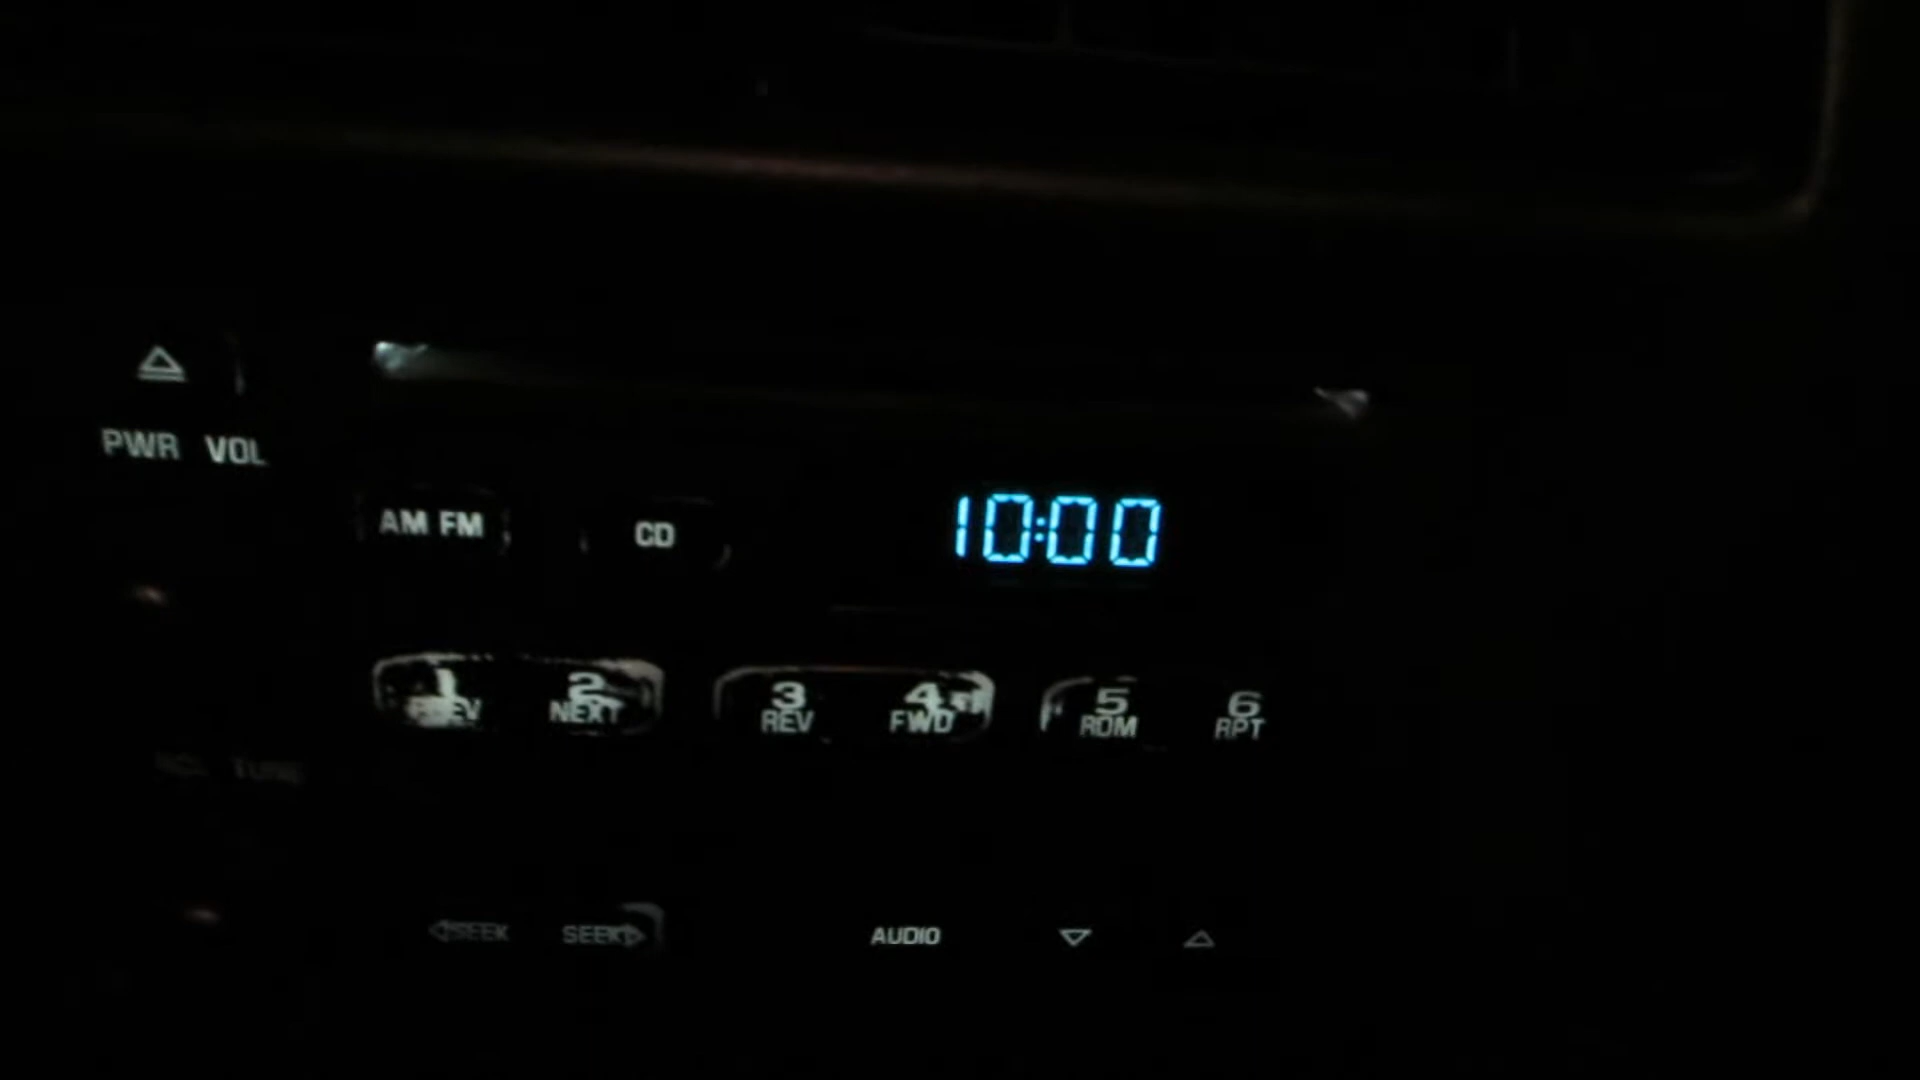 PWR VOL
AM FM
CD
10:00
1 2 3 4 5 6
PREV NEXT REV FWD RDM RPT
TUNE
SEEK SEEK AUDIO